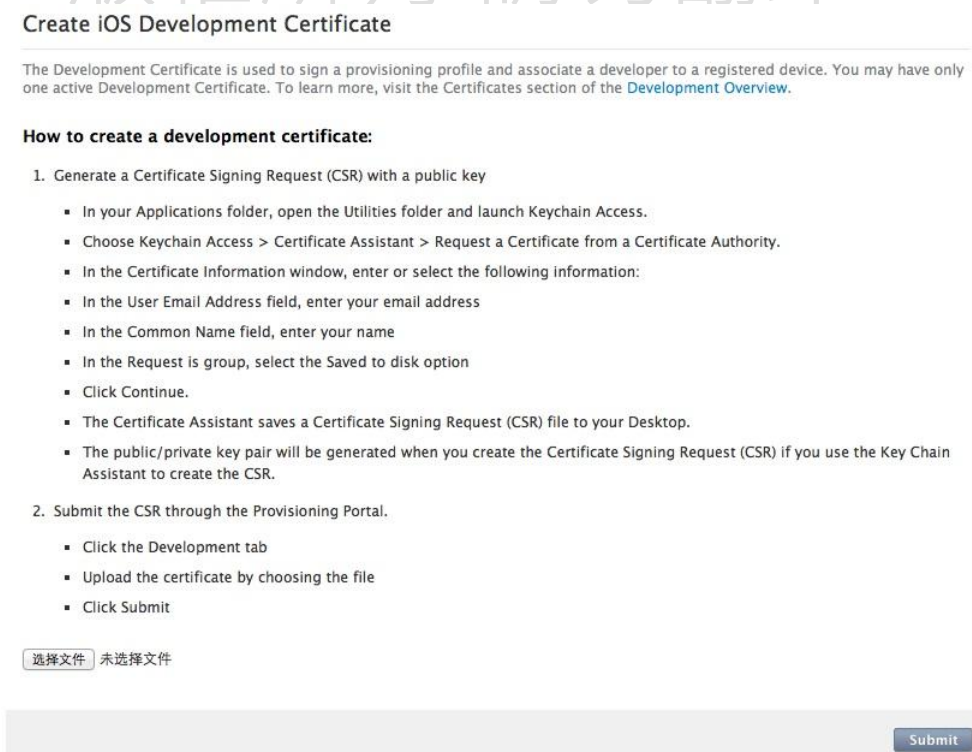 Create iOS Development Certificate
The Development Certificate is used to sign a provisioning profile and associate a developer to a registered device. You may have only
one active Development Certificate. To learn more, visit the Certificates section of the Development Overview.
How to create a development certificate:
1. Generate a Certificate Signing Request (CSR) with a public key
▪ In your Applications folder, open the Utilities folder and launch Keychain Access.
▪ Choose Keychain Access > Certificate Assistant > Request a Certificate from a Certificate Authority.
▪ In the Certificate Information window, enter or select the following information:
▪ In the User Email Address field, enter your email address
▪ In the Common Name field, enter your name
▪ In the Request is group, select the Saved to disk option
▪ Click Continue.
▪ The Certificate Assistant saves a Certificate Signing Request (CSR) file to your Desktop.
▪ The public/private key pair will be generated when you create the Certificate Signing Request (CSR) if you use the Key Chain
Assistant to create the CSR.
2. Submit the CSR through the Provisioning Portal.
▪ Click the Development tab
▪ Upload the certificate by choosing the file
▪ Click Submit
选择文件 未选择文件
Submit